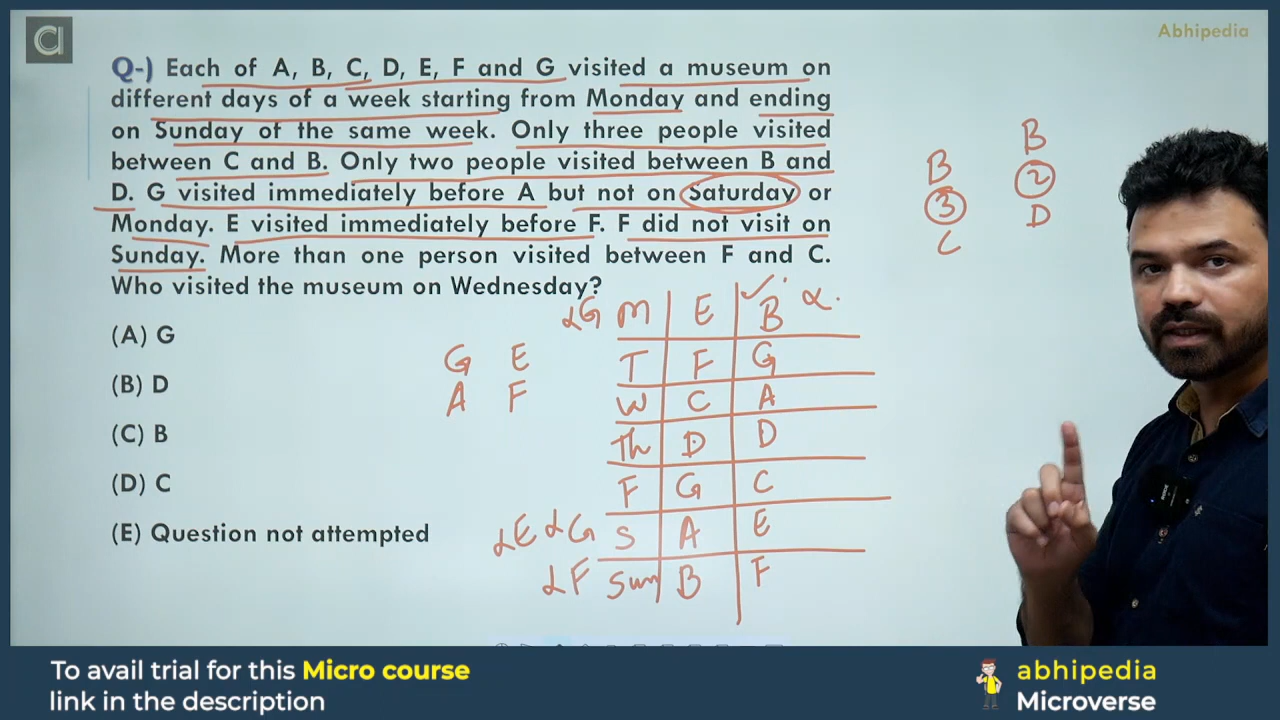 Abhipedia
Q-) Each of A, B, C, D, E, F and G visited a museum on
different days of a week starting from Monday and ending
on Sunday of the same week. Only three people visited
between C and B. Only two people visited between B and
D. G visited immediately before A but not on Saturday or
Monday. E visited immediately before F. F did not visit on
Sunday. More than one person visited between F and C.
Who visited the museum on Wednesday?
(A) G
(B) D
(C) B
(D) C
(E) Question not attempted
B
3
C
B
2
D
G E
A F
G M E B
T F G
W C A
Th D D
F G C
E G S A E
F Sun B F
To avail trial for this Micro course
link in the description
abhipedia
Microverse